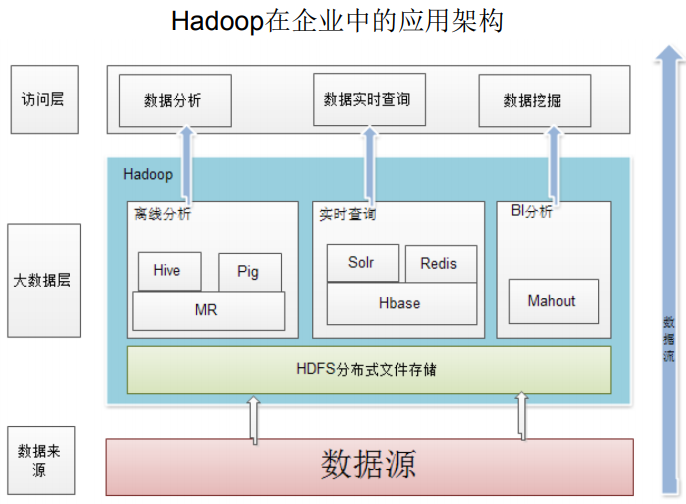 Hadoop在企业中的应用架构
访问层
数据分析
数据实时查询
数据挖掘
Hadoop
大数据层
离线分析
实时查询
BI分析
Hive
Pig
MR
Solr
Redis
Hbase
Mahout
HDFS分布式文件存储
数据流
数据来
源
数据源